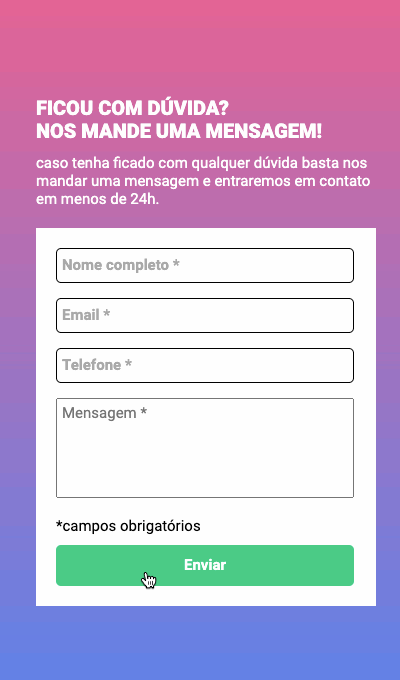 FICOU COM DÚVIDA?
NOS MANDE UMA MENSAGEM!
caso tenha ficado com qualquer dúvida basta nos
mandar uma mensagem e entraremos em contato
em menos de 24h.
Nome completo *
Email *
Telefone *
Mensagem *
*campos obrigatórios
Enviar